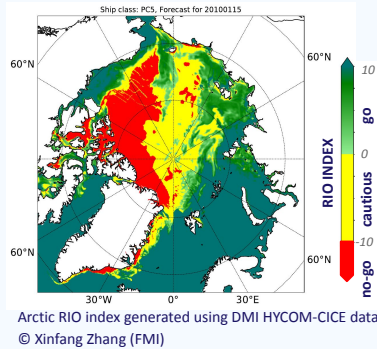 Ship class: PC5, Forecast for 20100115
60°N
60°N
60°N
60°N
30°W
0°
30°E
RIO INDEX
10
0
-10
go
cautious
no-go
Arctic RIO index generated using DMI HYCOM-CICE data
© Xinfang Zhang (FMI)